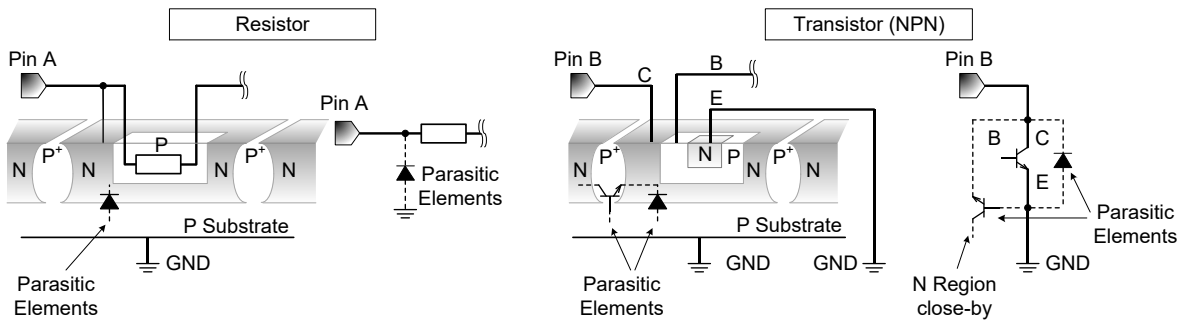 Resistor
Transistor (NPN)
Pin A
Pin A
N
P+
N
P
N
P+
N
Parasitic
Elements
P Substrate
GND
Parasitic
Elements
Pin B
C
B
E
N
P+
N
N
P
N
P+
N
P Substrate
GND
GND
Parasitic
Elements
Pin B
B
C
E
Parasitic
Elements
GND
N Region
close-by